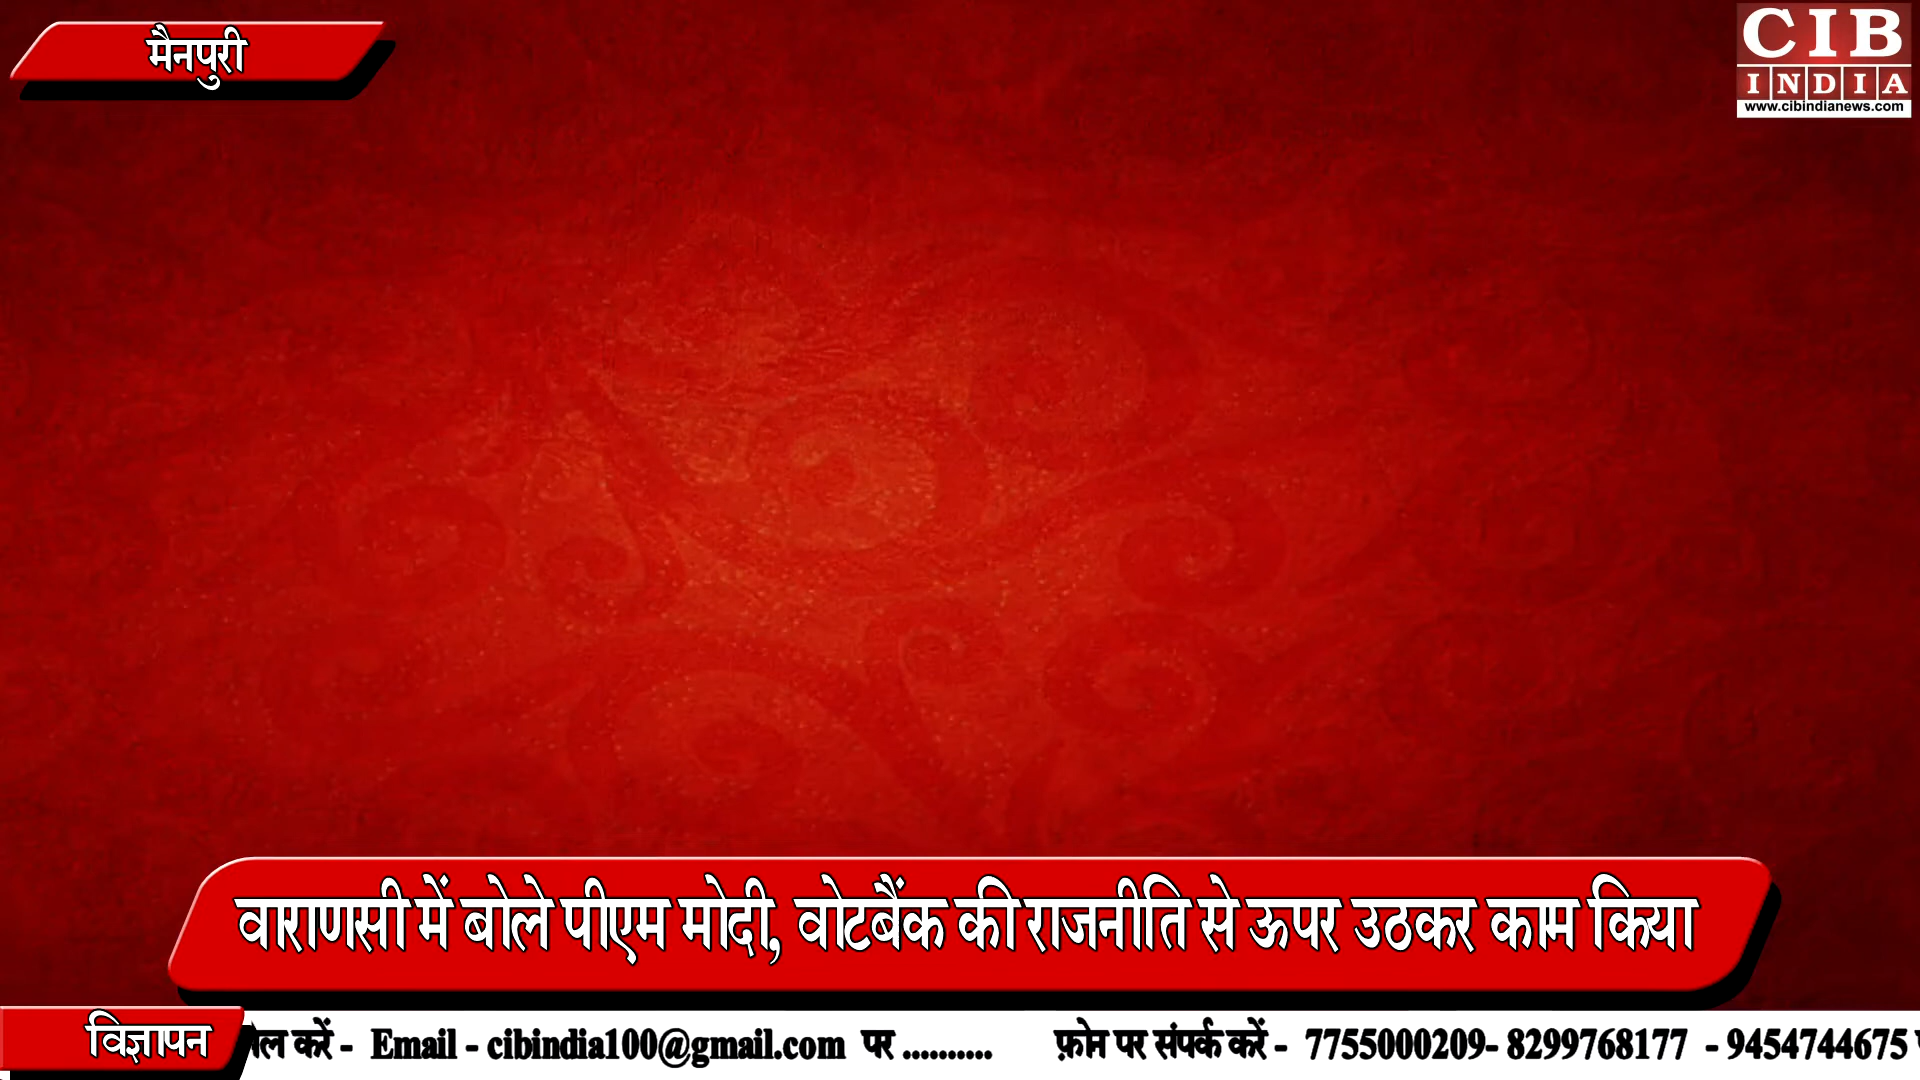 मैनपुरी
CIB
INDIA
www.cibindianews.com
वाराणसी में बोले पीएम मोदी, वोटबैंक की राजनीति से ऊपर उठकर काम किया
विज्ञापन
करें - Email - cibindia100@gmail.com पर .......... फ़ोन पर संपर्क करें - 7755000209- 8299768177 - 9454744675